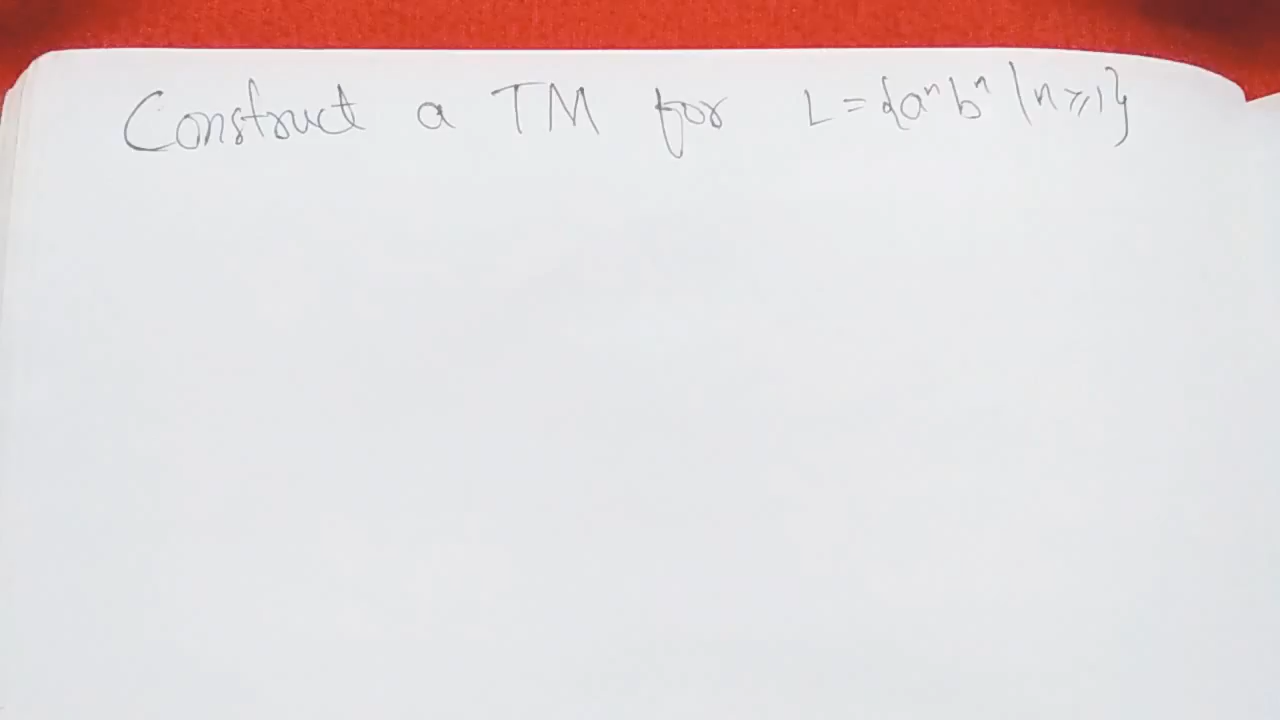 Construct a TM for L = {aⁿbⁿ | n ⩾ 1}